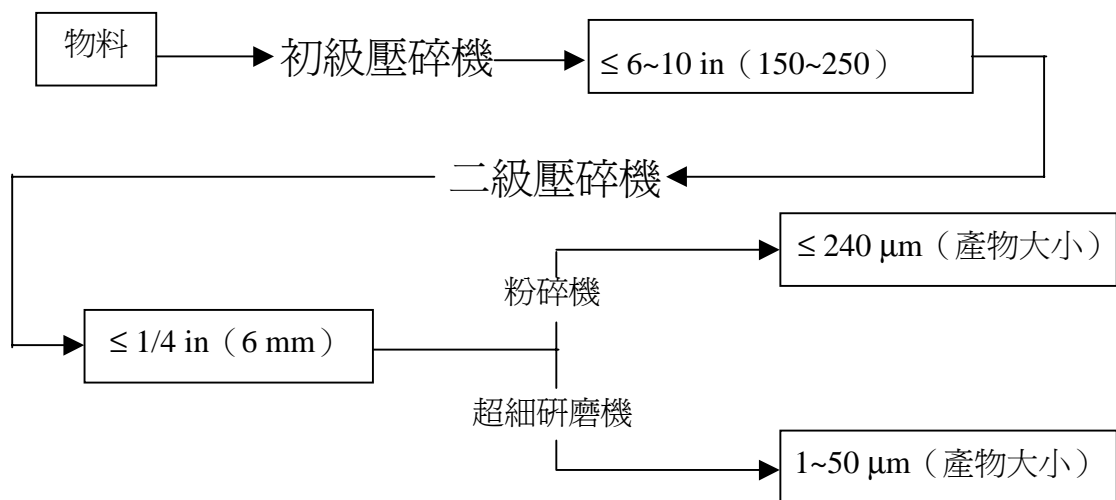 物料
初級壓碎機
≤ 6~10 in（150~250）
二級壓碎機
≤ 240 μm（產物大小）
粉碎機
≤ 1/4 in（6 mm）
超細研磨機
1~50 μm（產物大小）